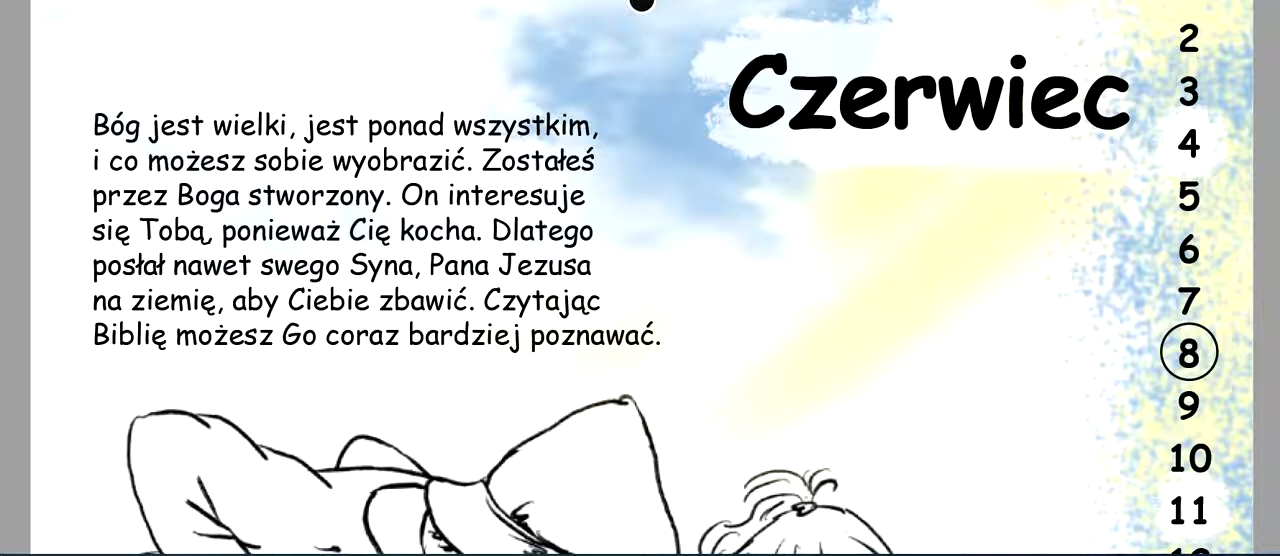 Czerwiec
Bóg jest wielki, jest ponad wszystkim,
i co możesz sobie wyobrazić. Zostałeś
przez Boga stworzony. On interesuje
się Tobą, ponieważ Cię kocha. Dlatego
posłał nawet swego Syna, Pana Jezusa
na ziemię, aby Ciebie zbawić. Czytając
Biblię możesz Go coraz bardziej poznawać.
2
3
4
5
6
7
8
9
10
11